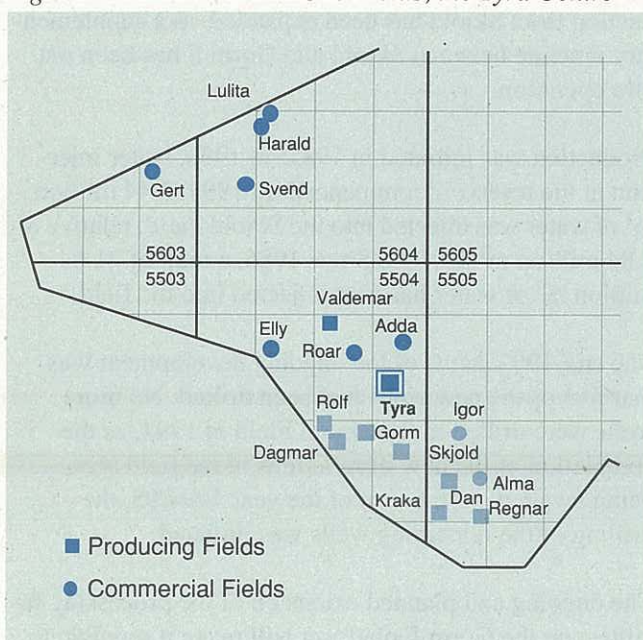 Lulita
Harald
Gert
Svend
5603
5604
5605
5503
5504
5505
Valdemar
Elly
Adda
Roar
Tyra
Rolf
Igor
Gorm
Dagmar
Skjold
Alma
Kraka
Dan
Regnar
Producing Fields
Commercial Fields